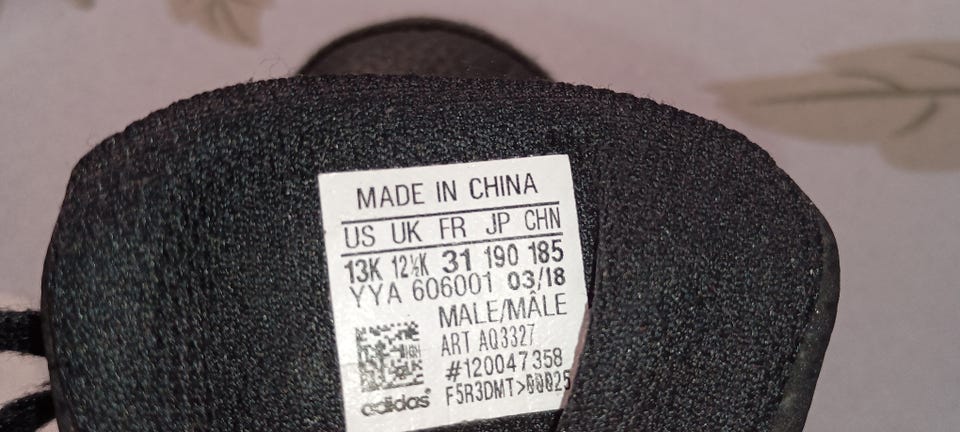 MADE IN CHINA
US UK FR JP CHN
13K 12½K 31 190 185
YYA 606001 03/18
MALE/MÂLE
ART AQ3327
#120047358
F5R3DMT>00025
adidas